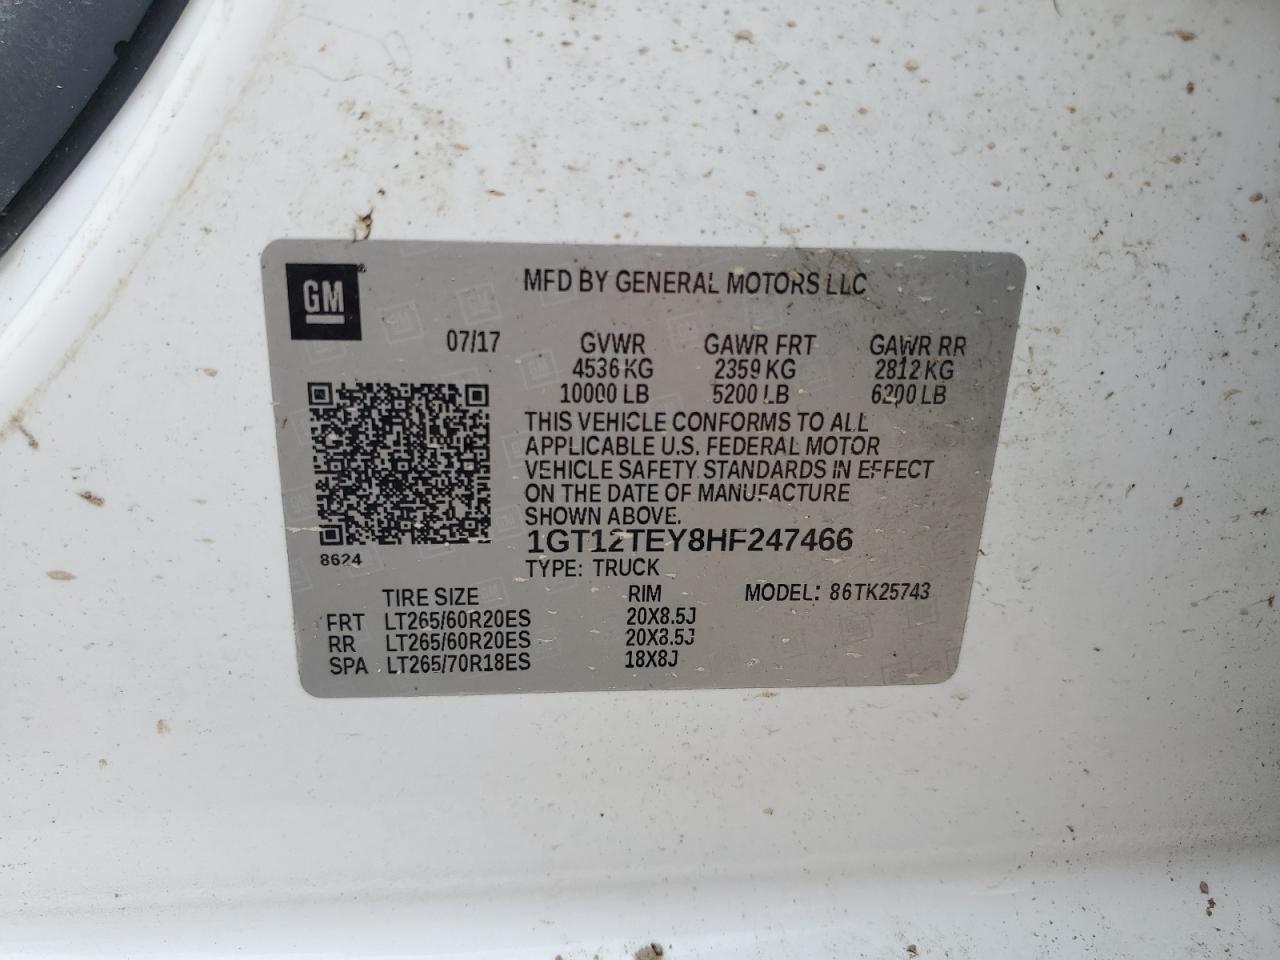 GM
MFD BY GENERAL MOTORS LLC
07/17 GVWR GAWR FRT GAWR RR
4536 KG 2359 KG 2812 KG
10000 LB 5200 LB 6200 LB
THIS VEHICLE CONFORMS TO ALL
APPLICABLE U.S. FEDERAL MOTOR
VEHICLE SAFETY STANDARDS IN EFFECT
ON THE DATE OF MANUFACTURE
SHOWN ABOVE.
8624
1GT12TEY8HF247466
TYPE: TRUCK
TIRE SIZE RIM MODEL: 86TK25743
FRT LT265/60R20ES 20X8.5J
RR LT265/60R20ES 20X8.5J
SPA LT265/70R18ES 18X8J